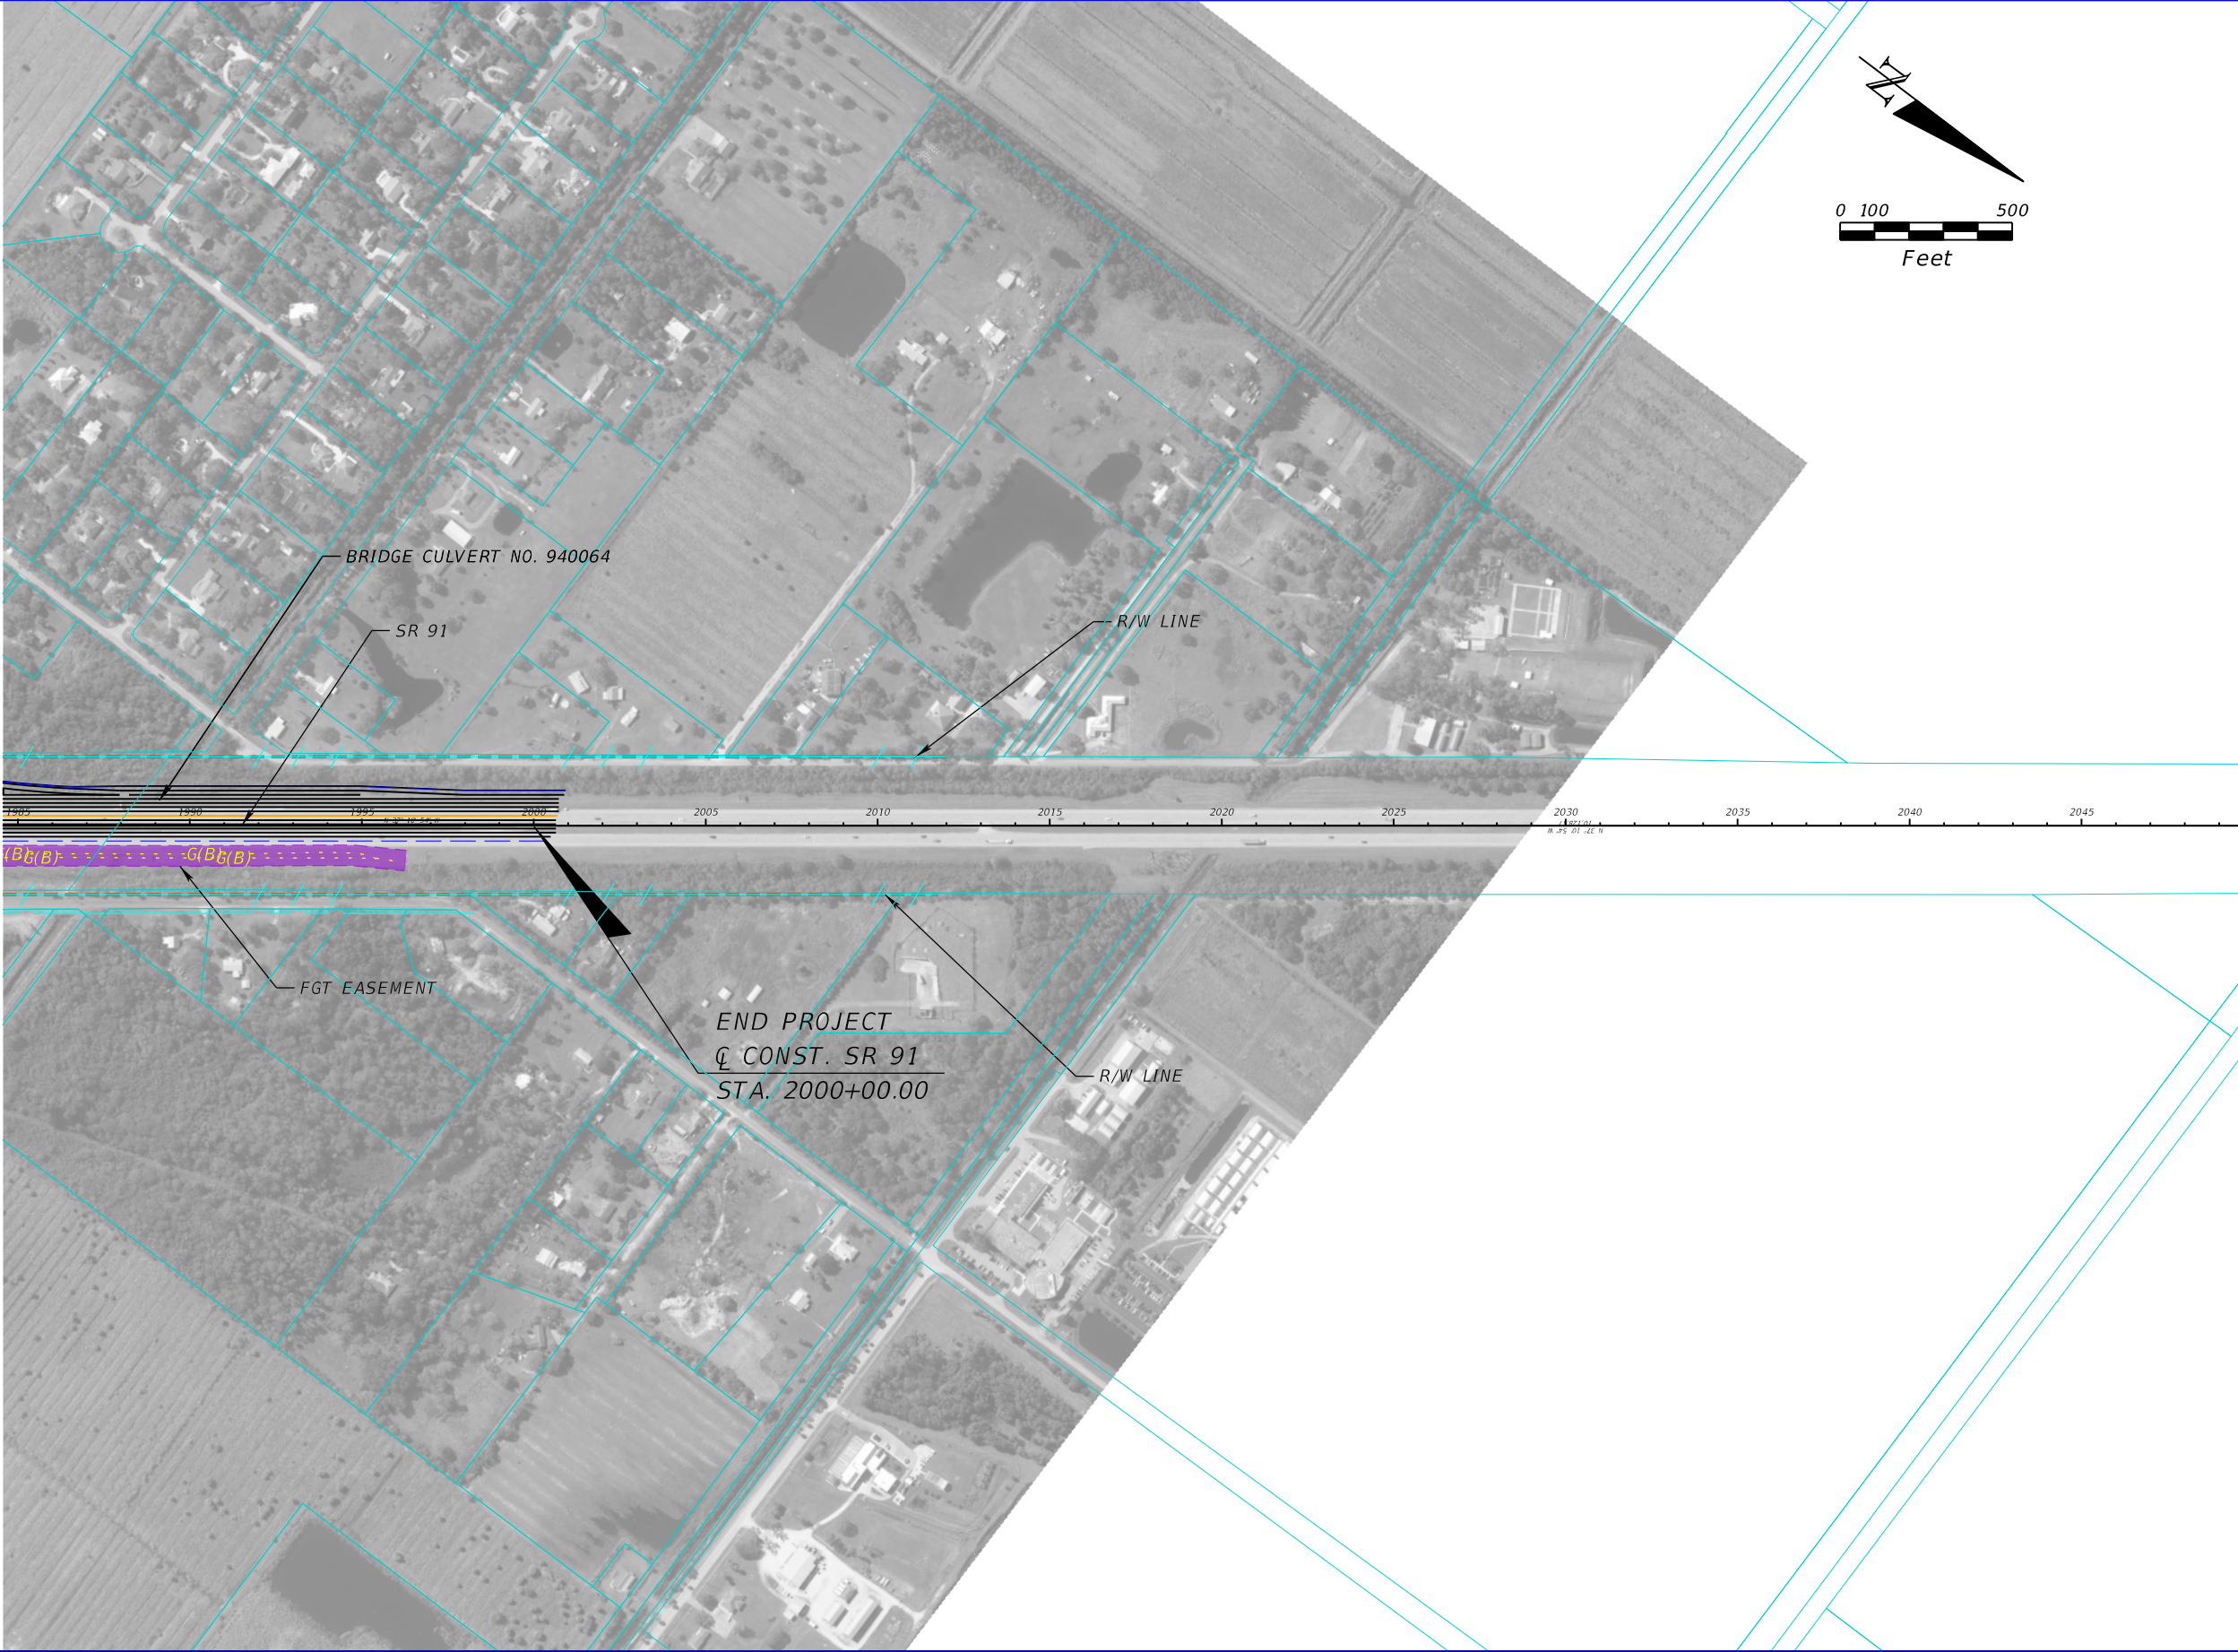 N
0 100 500
Feet
BRIDGE CULVERT NO. 940064
SR 91
R/W LINE
1985 1990 1995 2000 2005 2010 2015 2020 2025 2030 2035 2040 2045
G(B) G(B) G(B) G(B)
FGT EASEMENT
END PROJECT
℄ CONST. SR 91
STA. 2000+00.00
R/W LINE